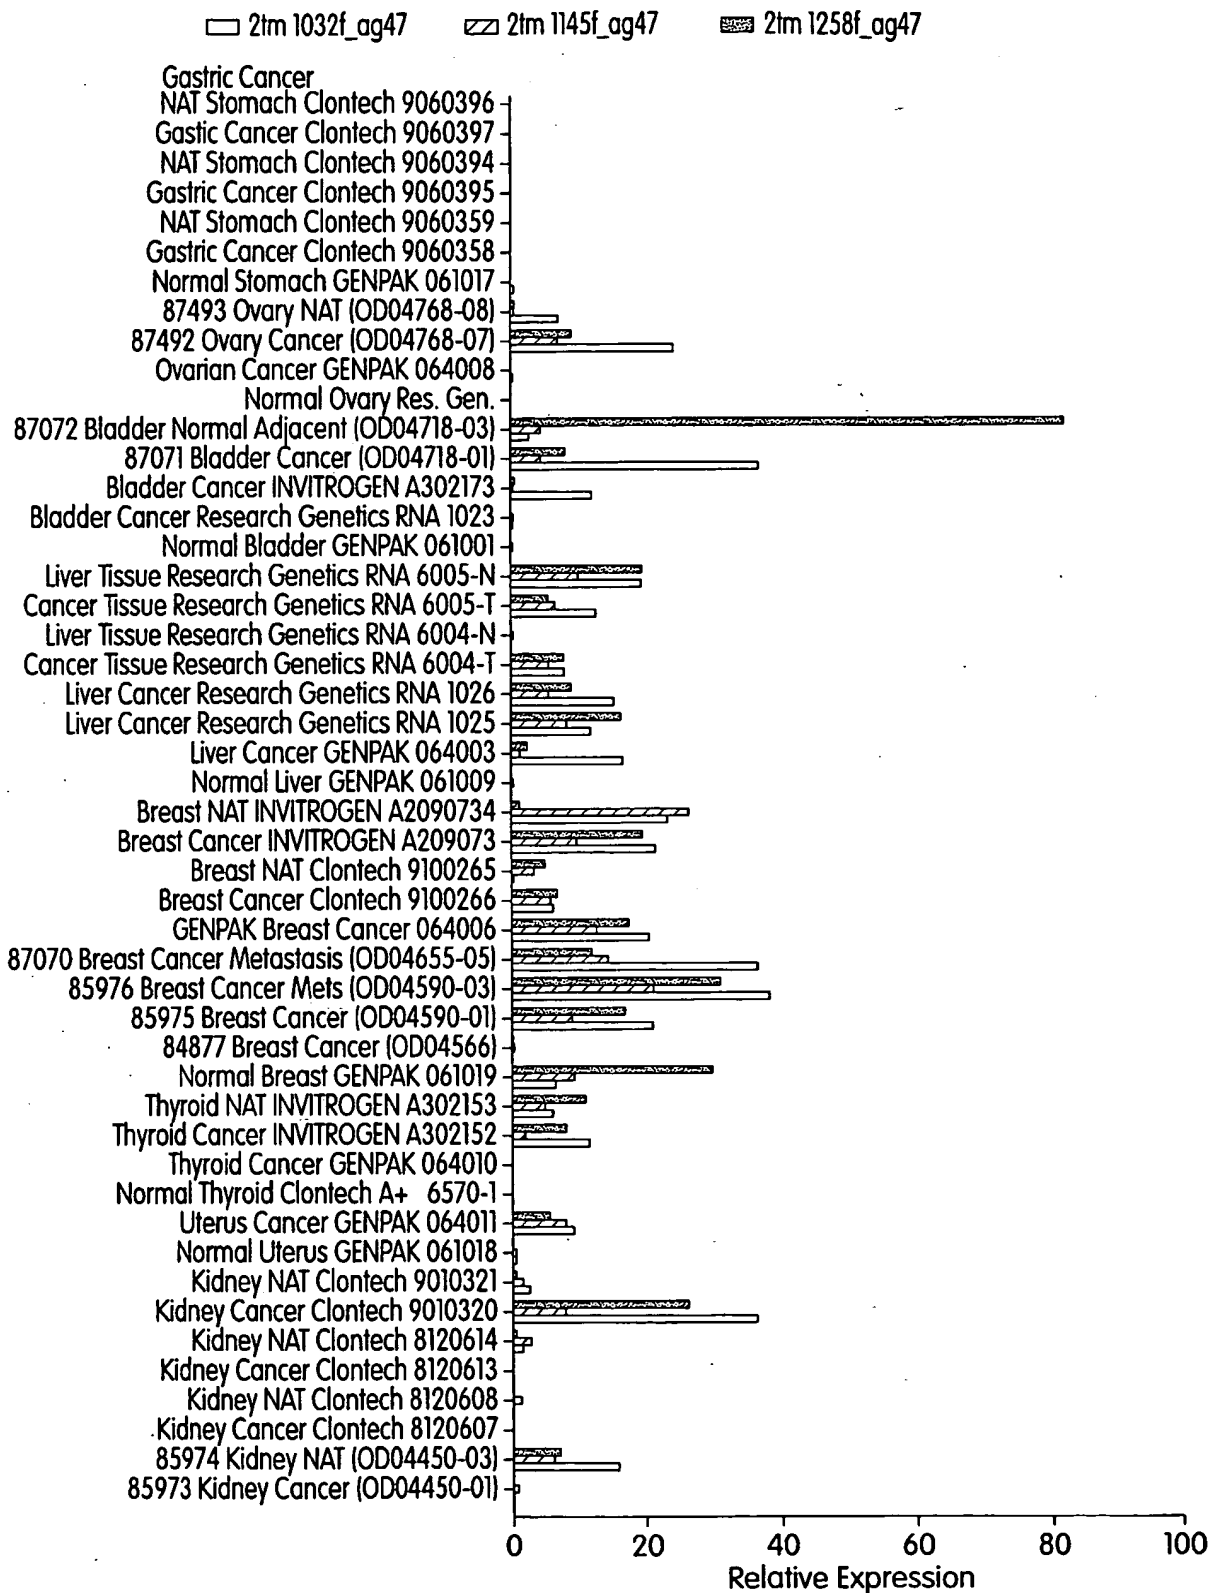 2tm 1032f_ag47 2tm 1145f_ag47 2tm 1258f_ag47
Gastric Cancer
NAT Stomach Clontech 9060396
Gastic Cancer Clontech 9060397
NAT Stomach Clontech 9060394
Gastric Cancer Clontech 9060395
NAT Stomach Clontech 9060359
Gastric Cancer Clontech 9060358
Normal Stomach GENPAK 061017
87493 Ovary NAT (OD04768-08)
87492 Ovary Cancer (OD04768-07)
Ovarian Cancer GENPAK 064008
Normal Ovary Res. Gen.
87072 Bladder Normal Adjacent (OD04718-03)
87071 Bladder Cancer (OD04718-01)
Bladder Cancer INVITROGEN A302173
Bladder Cancer Research Genetics RNA 1023
Normal Bladder GENPAK 061001
Liver Tissue Research Genetics RNA 6005-N
Cancer Tissue Research Genetics RNA 6005-T
Liver Tissue Research Genetics RNA 6004-N
Cancer Tissue Research Genetics RNA 6004-T
Liver Cancer Research Genetics RNA 1026
Liver Cancer Research Genetics RNA 1025
Liver Cancer GENPAK 064003
Normal Liver GENPAK 061009
Breast NAT INVITROGEN A2090734
Breast Cancer INVITROGEN A209073
Breast NAT Clontech 9100265
Breast Cancer Clontech 9100266
GENPAK Breast Cancer 064006
87070 Breast Cancer Metastasis (OD04655-05)
85976 Breast Cancer Mets (OD04590-03)
85975 Breast Cancer (OD04590-01)
84877 Breast Cancer (OD04566)
Normal Breast GENPAK 061019
Thyroid NAT INVITROGEN A302153
Thyroid Cancer INVITROGEN A302152
Thyroid Cancer GENPAK 064010
Normal Thyroid Clontech A+ 6570-1
Uterus Cancer GENPAK 064011
Normal Uterus GENPAK 061018
Kidney NAT Clontech 9010321
Kidney Cancer Clontech 9010320
Kidney NAT Clontech 8120614
Kidney Cancer Clontech 8120613
Kidney NAT Clontech 8120608
Kidney Cancer Clontech 8120607
85974 Kidney NAT (OD04450-03)
85973 Kidney Cancer (OD04450-01)
0 20 40 60 80 100
Relative Expression